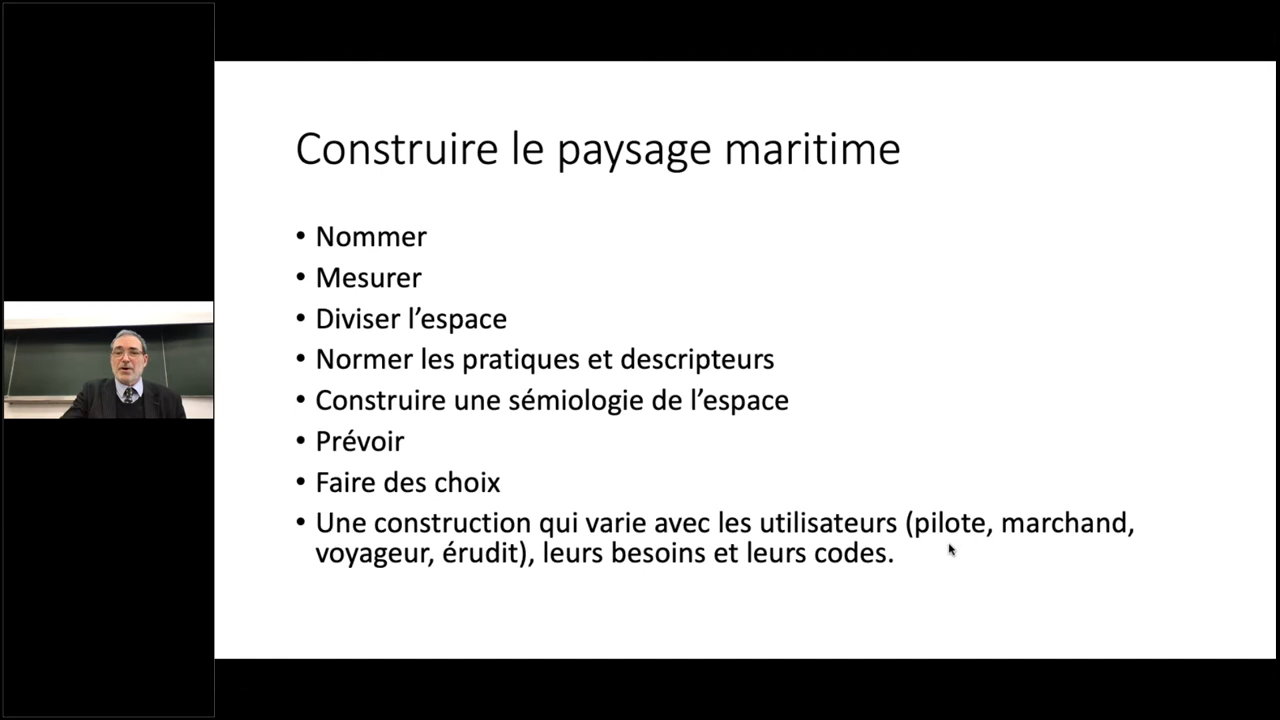 Construire le paysage maritime
• Nommer
• Mesurer
• Diviser l’espace
• Normer les pratiques et descripteurs
• Construire une sémiologie de l’espace
• Prévoir
• Faire des choix
• Une construction qui varie avec les utilisateurs (pilote, marchand,
voyageur, érudit), leurs besoins et leurs codes.